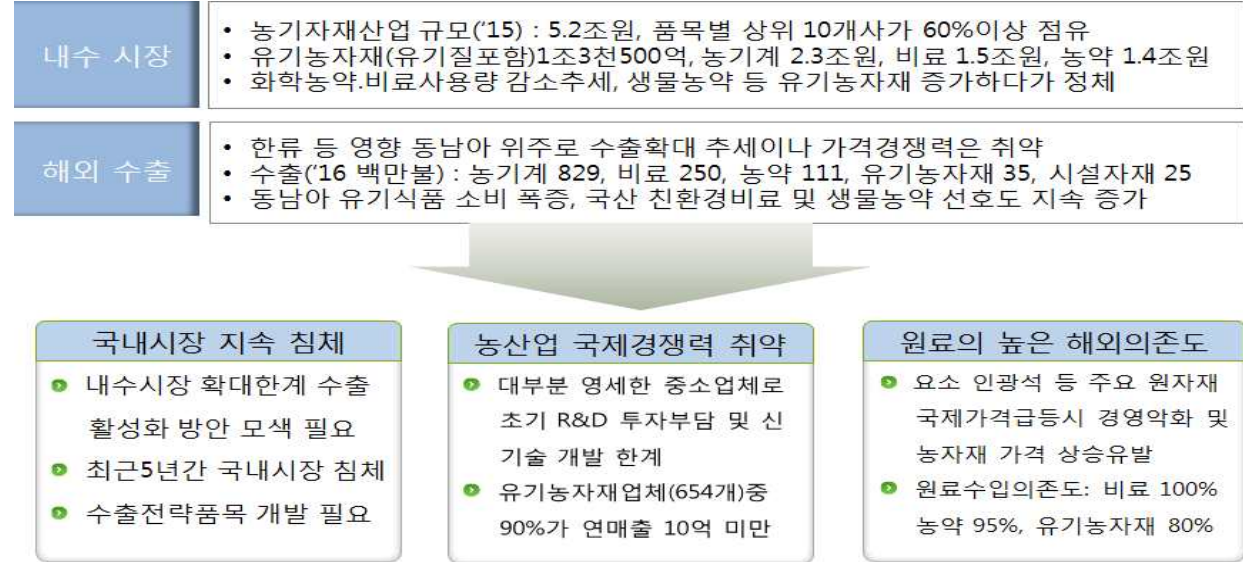 내수 시장
• 농기자재산업 규모('15) : 5.2조원, 품목별 상위 10개사가 60%이상 점유
• 유기농자재(유기질포함)1조3천500억, 농기계 2.3조원, 비료 1.5조원, 농약 1.4조원
• 화학농약.비료사용량 감소추세, 생물농약 등 유기농자재 증가하다가 정체
해외 수출
• 한류 등 영향 동남아 위주로 수출확대 추세이나 가격경쟁력은 취약
• 수출('16 백만불) : 농기계 829, 비료 250, 농약 111, 유기농자재 35, 시설자재 25
• 동남아 유기식품 소비 폭증, 국산 친환경비료 및 생물농약 선호도 지속 증가
국내시장 지속 침체
내수시장 확대한계 수출
활성화 방안 모색 필요
최근5년간 국내시장 침체
수출전략품목 개발 필요
농산업 국제경쟁력 취약
대부분 영세한 중소업체로
초기 R&D 투자부담 및 신
기술 개발 한계
유기농자재업체(654개)중
90%가 연매출 10억 미만
원료의 높은 해외의존도
요소 인광석 등 주요 원자재
국제가격급등시 경영악화 및
농자재 가격 상승유발
원료수입의존도: 비료 100%
농약 95%, 유기농자재 80%